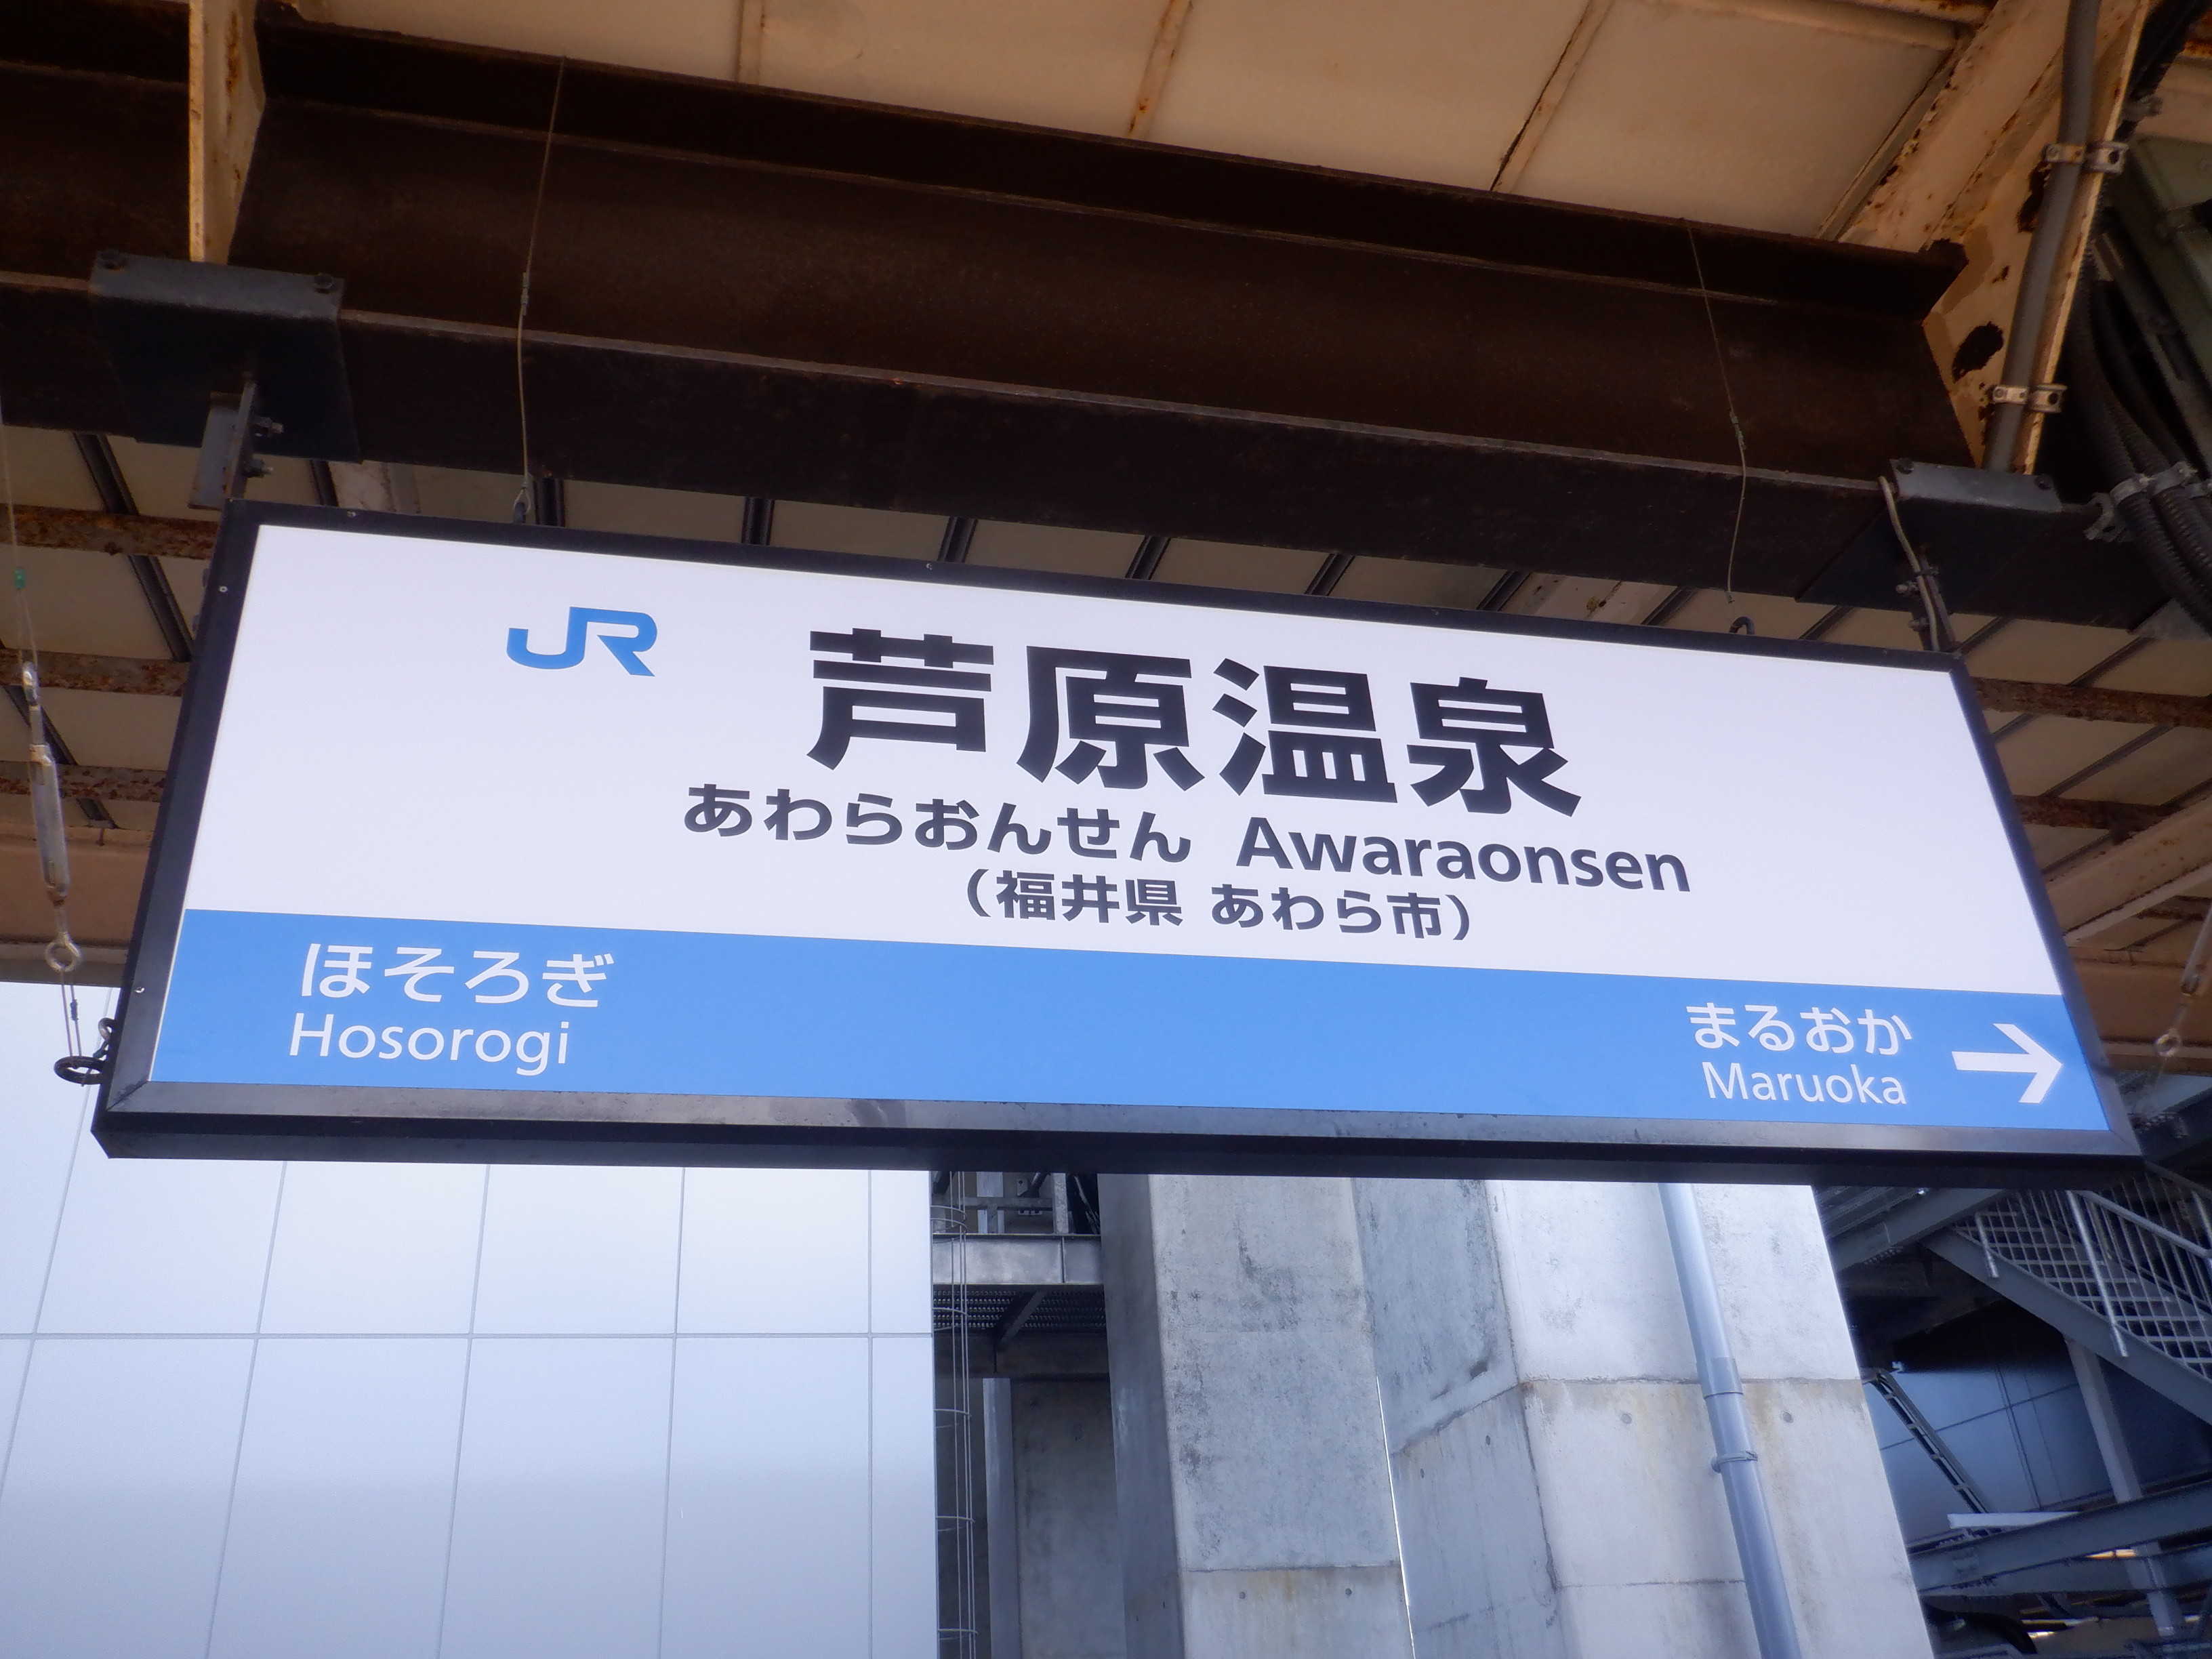 JR 芦原温泉
あわらおんせん Awaraonsen
（福井県 あわら市）
ほそろぎ
Hosorogi
まるおか
Maruoka